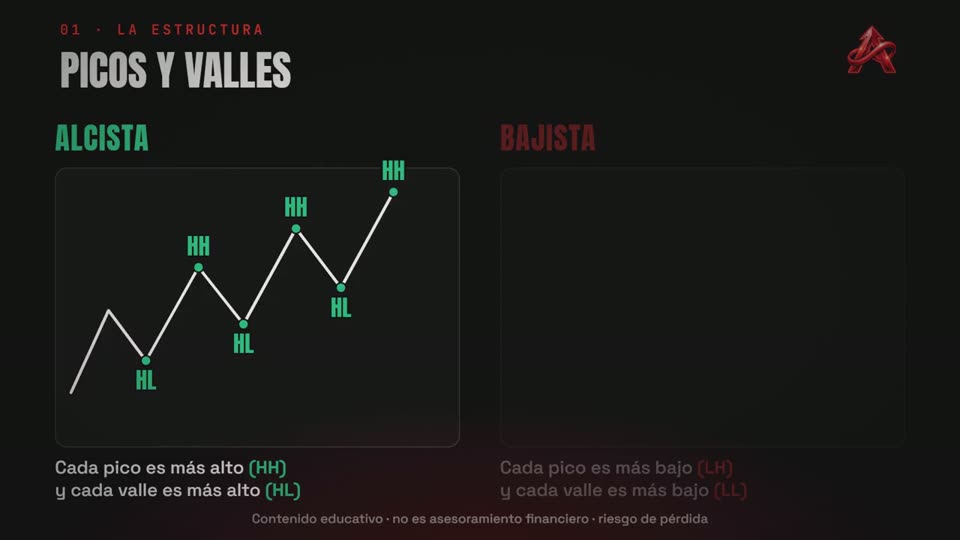 01 · LA ESTRUCTURA
PICOS Y VALLES
ALCISTA
HH
HH
HH
HL
HL
HL
Cada pico es más alto (HH)
y cada valle es más alto (HL)
BAJISTA
Cada pico es más bajo (LH)
y cada valle es más bajo (LL)
Contenido educativo · no es asesoramiento financiero · riesgo de pérdida